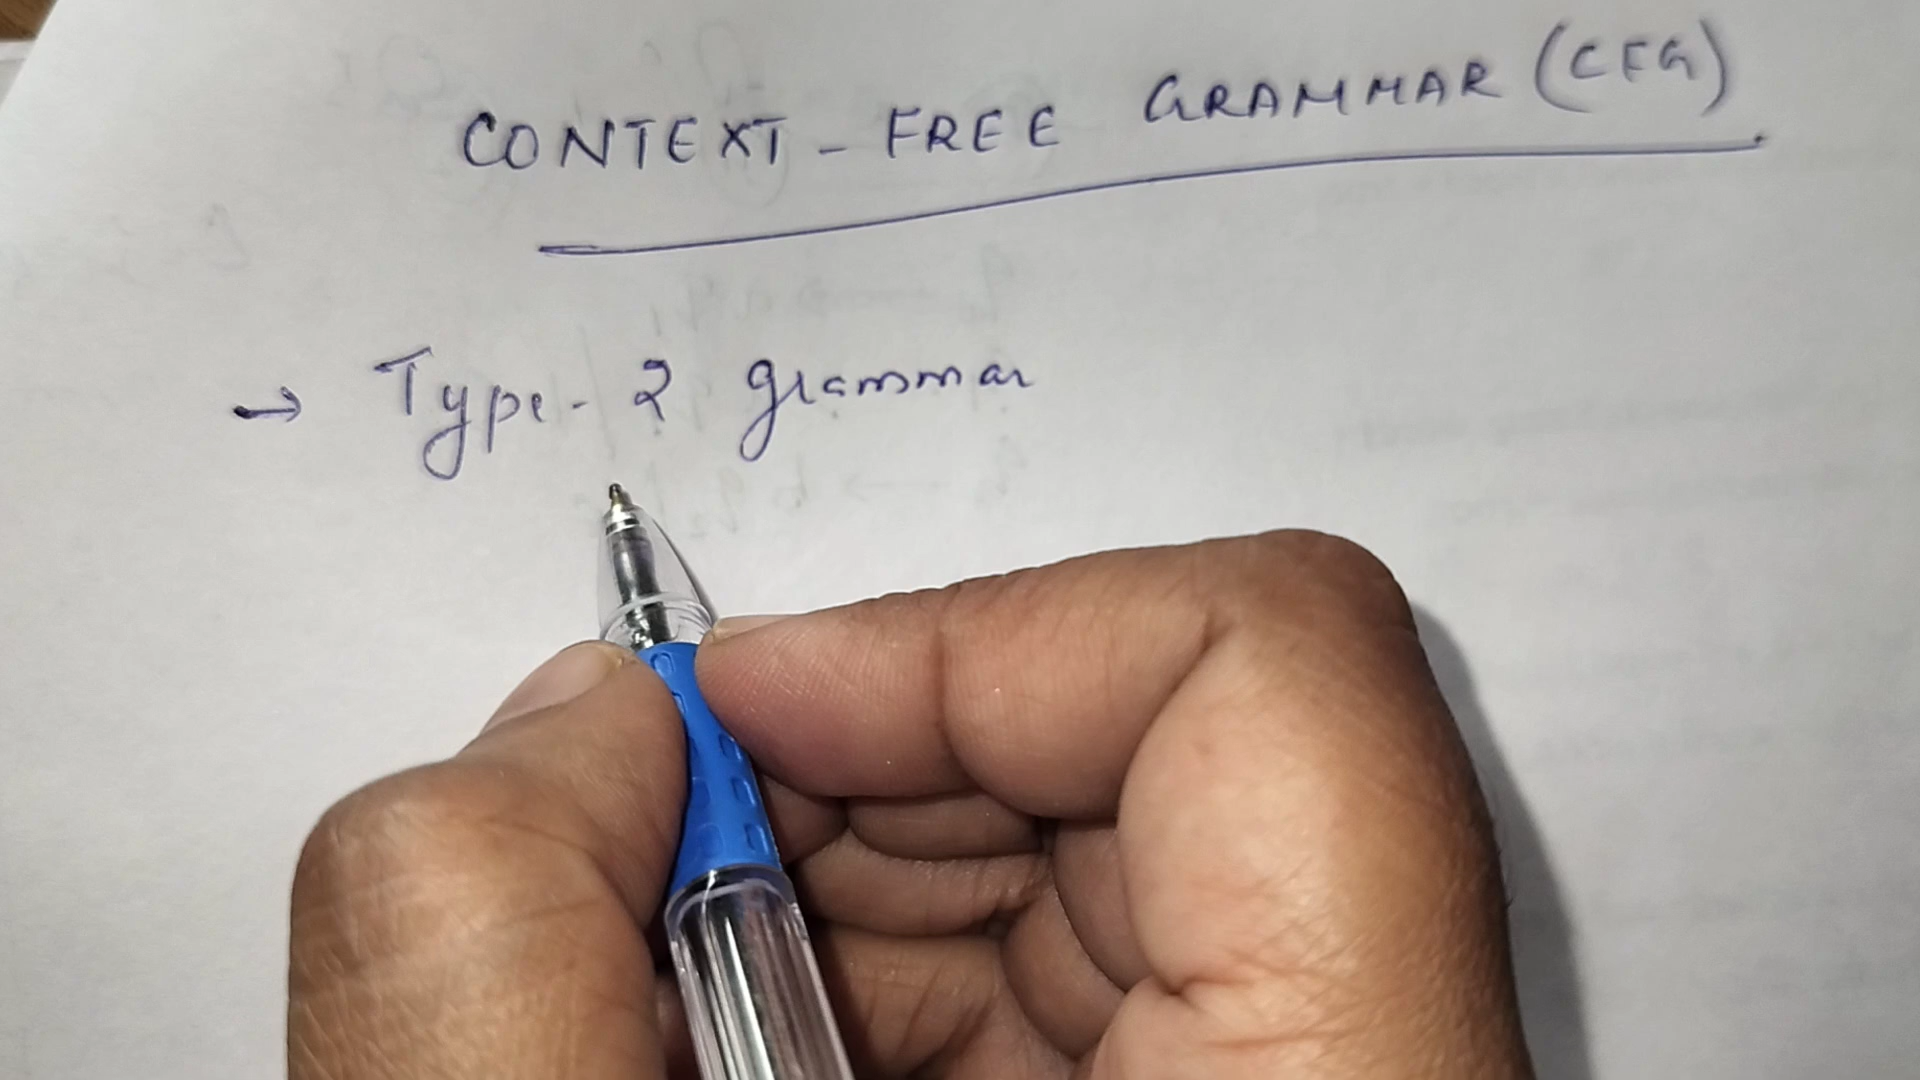 CONTEXT - FREE GRAMMAR (CFG)
→ Type - 2 grammar